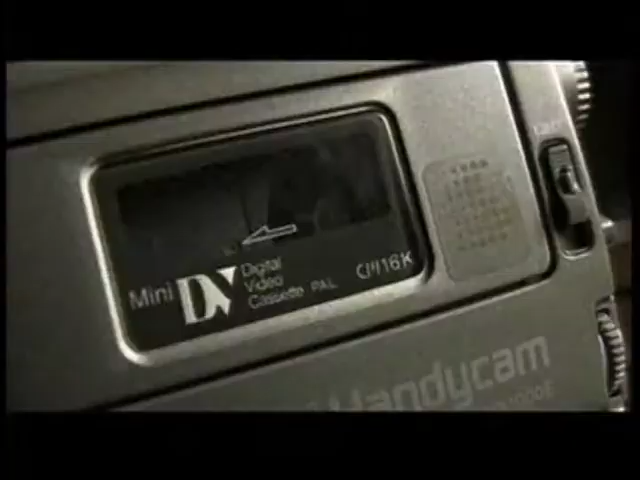 Mini DV Digital
Video
Cassette PAL
16K
Handycam